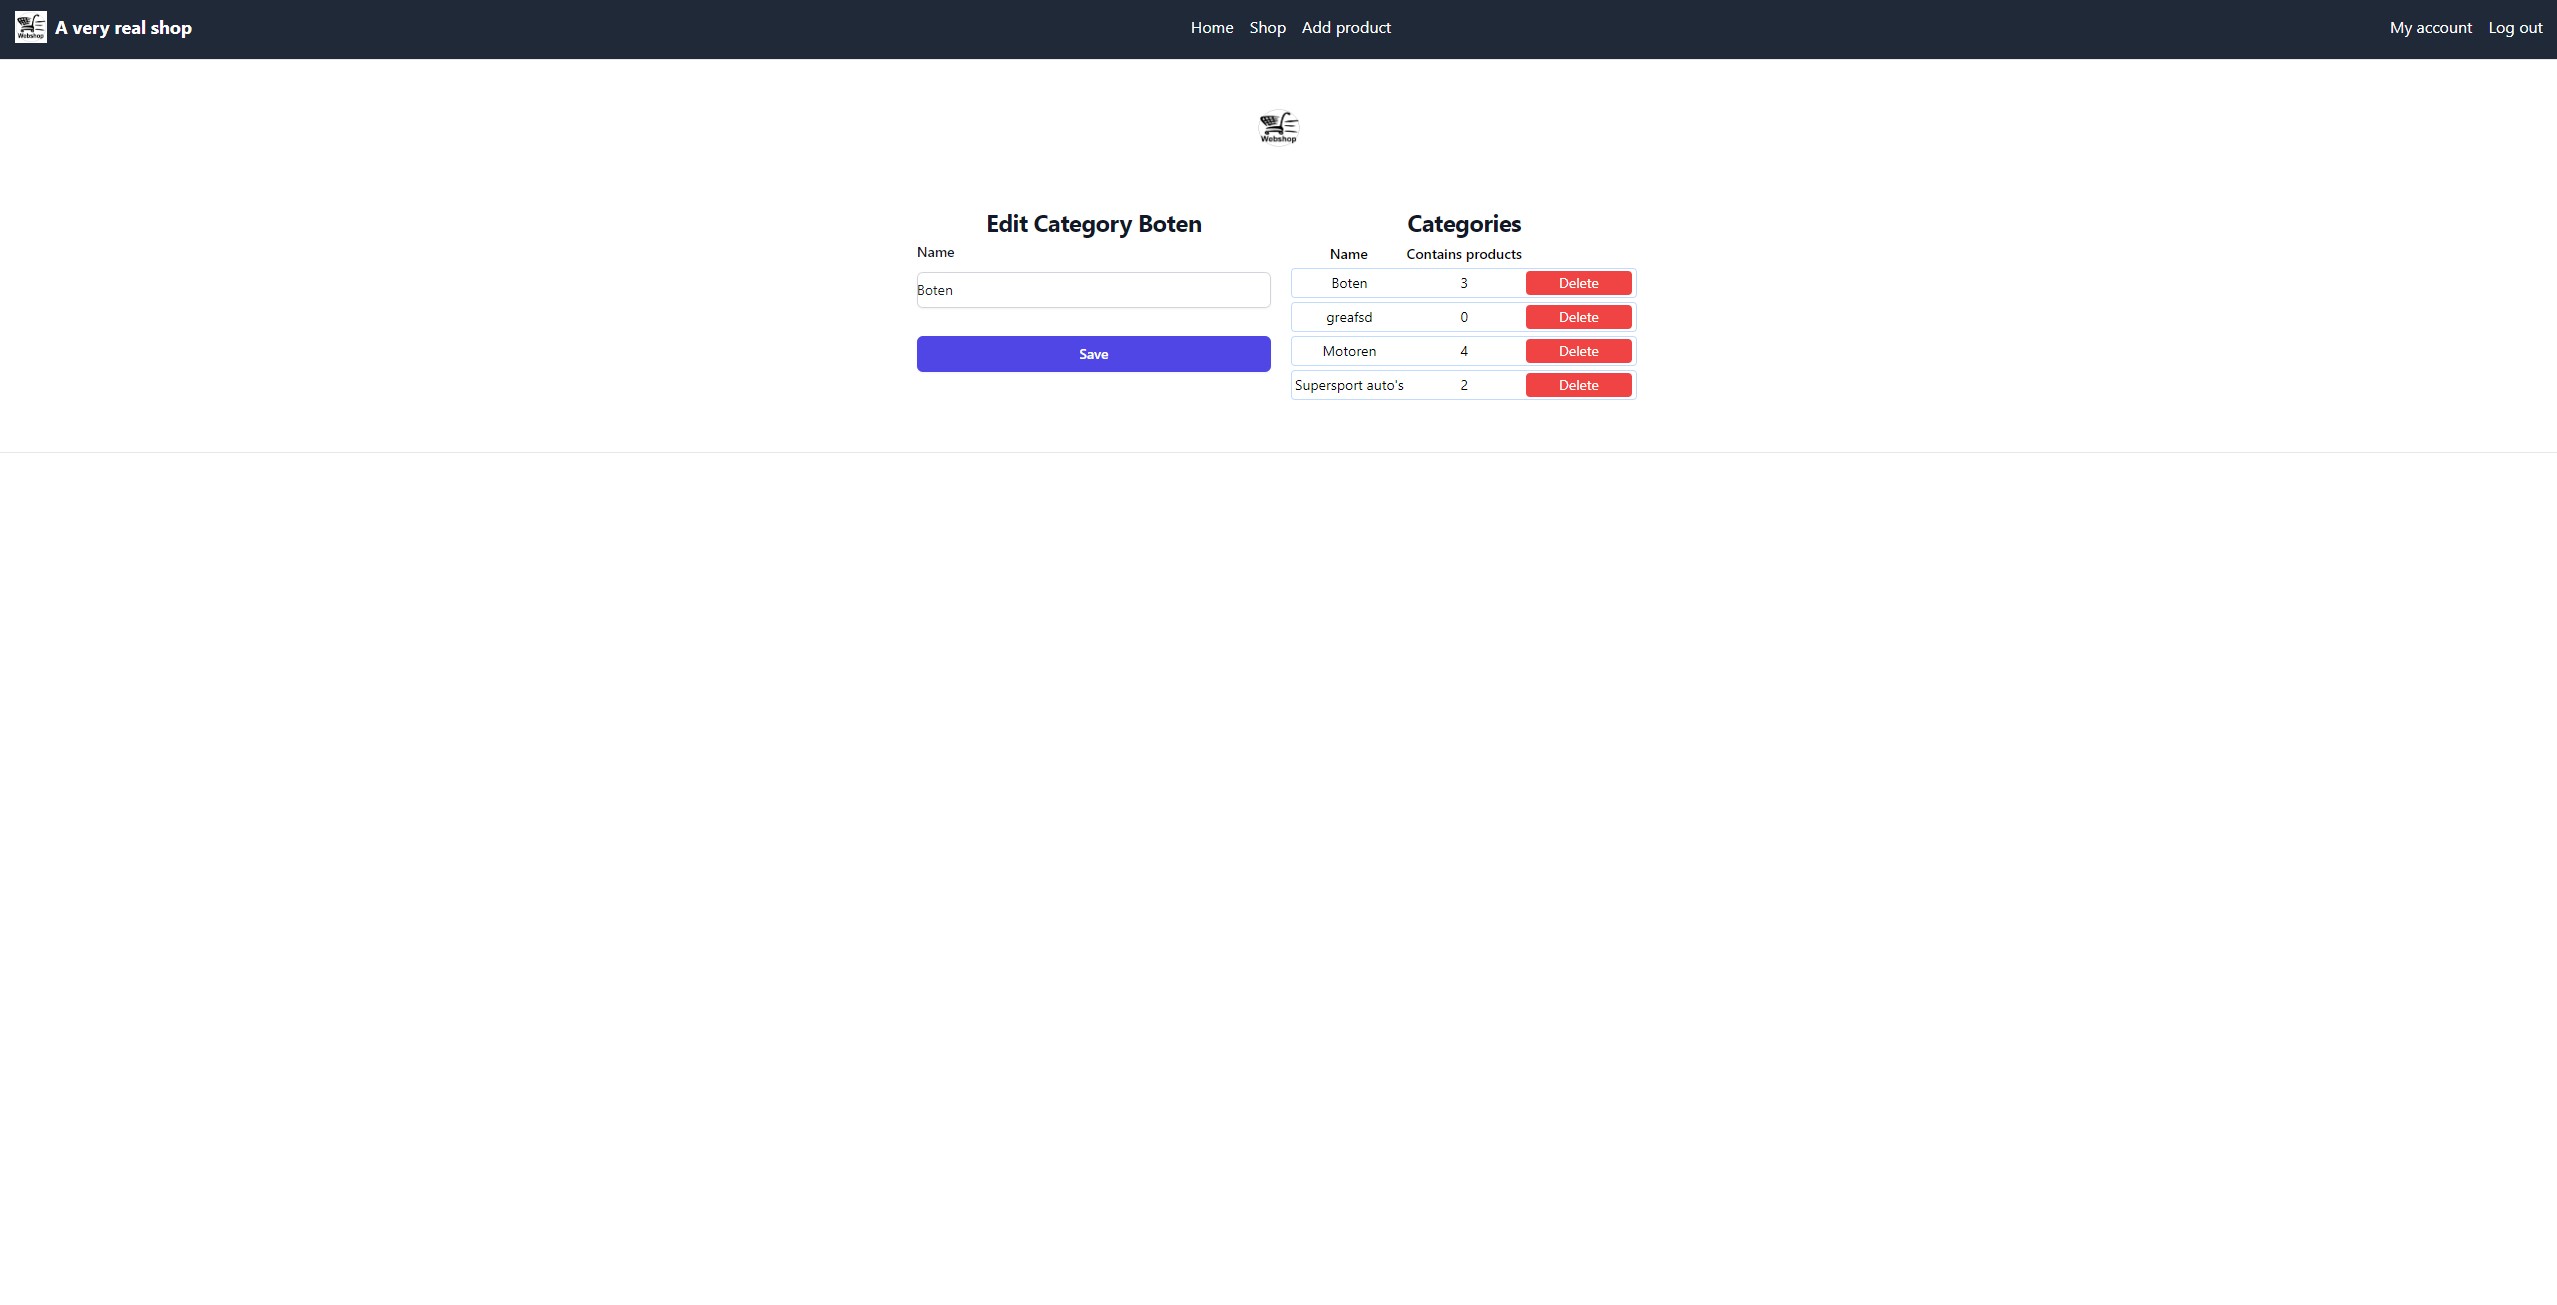 Webshop A very real shop Home Shop Add product My account Log out
Webshop
Edit Category Boten
Name
Boten
Save
Categories
Name Contains products
Boten 3 Delete
greafsd 0 Delete
Motoren 4 Delete
Supersport auto's 2 Delete